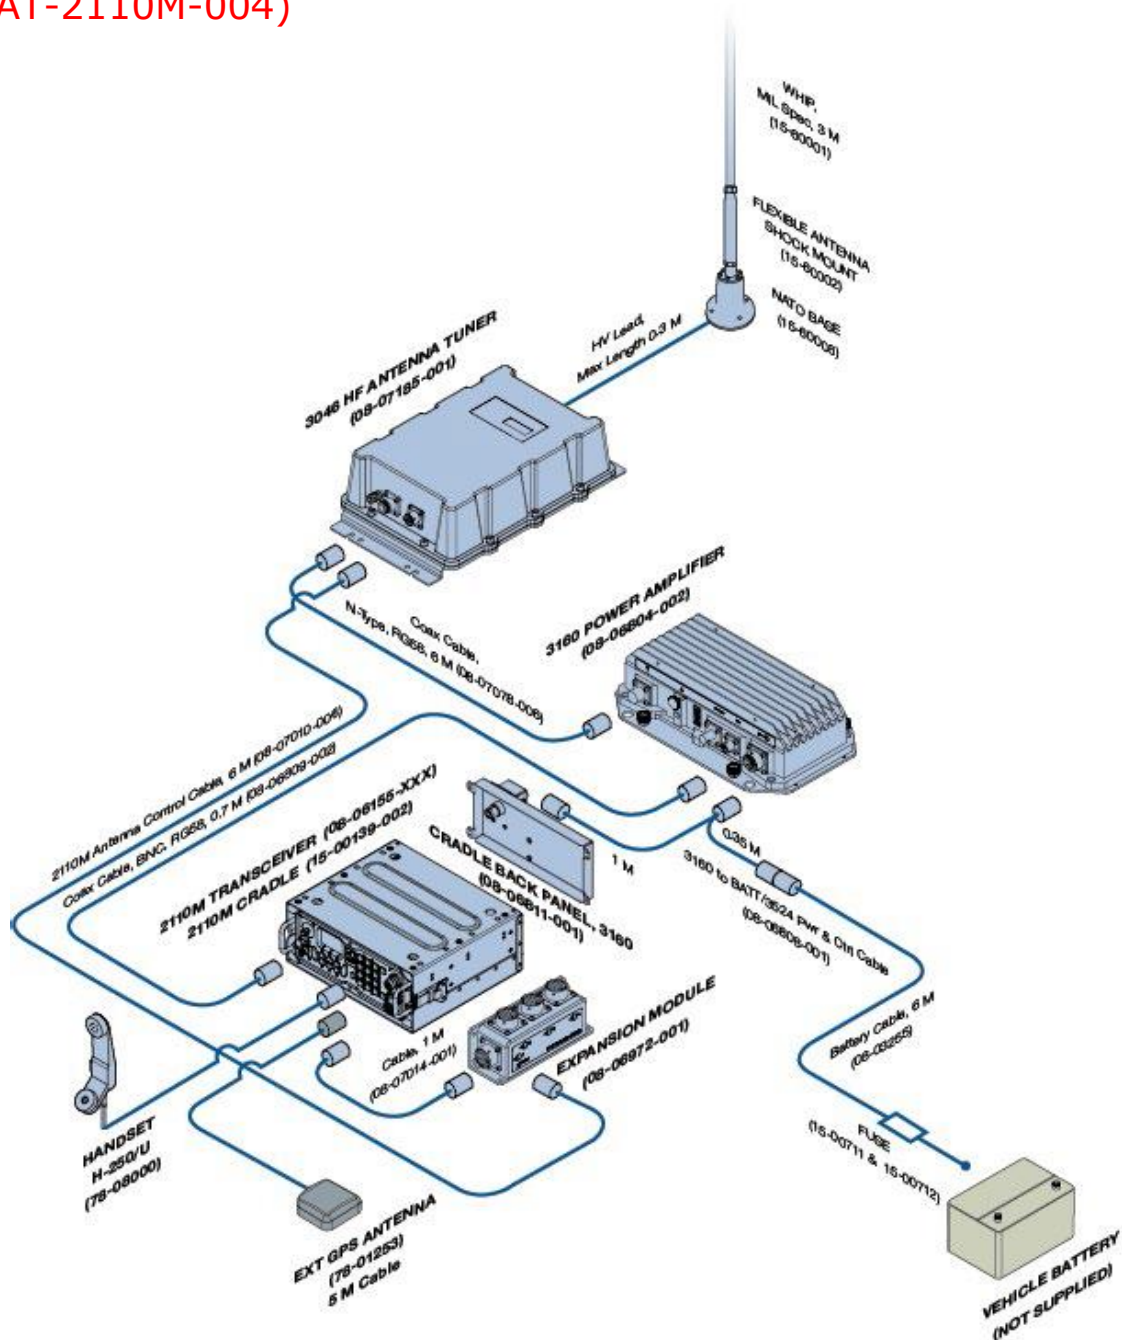 AT-2110M-004)
WHIP,
MIL Spec, 3 M
(15-60001)
FLEXIBLE ANTENNA
SHOCK MOUNT
(15-60002)
NATO BASE
(15-60006)
HV Lead,
Max Length 0.3 M
3046 HF ANTENNA TUNER
(08-07185-001)
Coax Cable,
N-Type, RG58, 6 M (08-07078-006)
3160 POWER AMPLIFIER
(08-06804-002)
2110M Antenna Control Cable, 6 M (08-07010-006)
Coax Cable, BNC, RG58, 0.7 M (08-06809-002)
2110M TRANSCEIVER (08-06155-XXX)
2110M CRADLE (15-00139-002)
CRADLE BACK PANEL, 3160
(08-06811-001)
1 M
0.35 M
3160 to BATT/3524 Pwr & Ctrl Cable
(08-06808-001)
Battery Cable, 6 M
(08-03255)
Cable, 1 M
(08-07014-001)
EXPANSION MODULE
(08-06972-001)
HANDSET
H-250/U
(78-08000)
FUSE
(15-00711 & 15-00712)
EXT GPS ANTENNA
(78-01253)
5 M Cable
VEHICLE BATTERY
(NOT SUPPLIED)